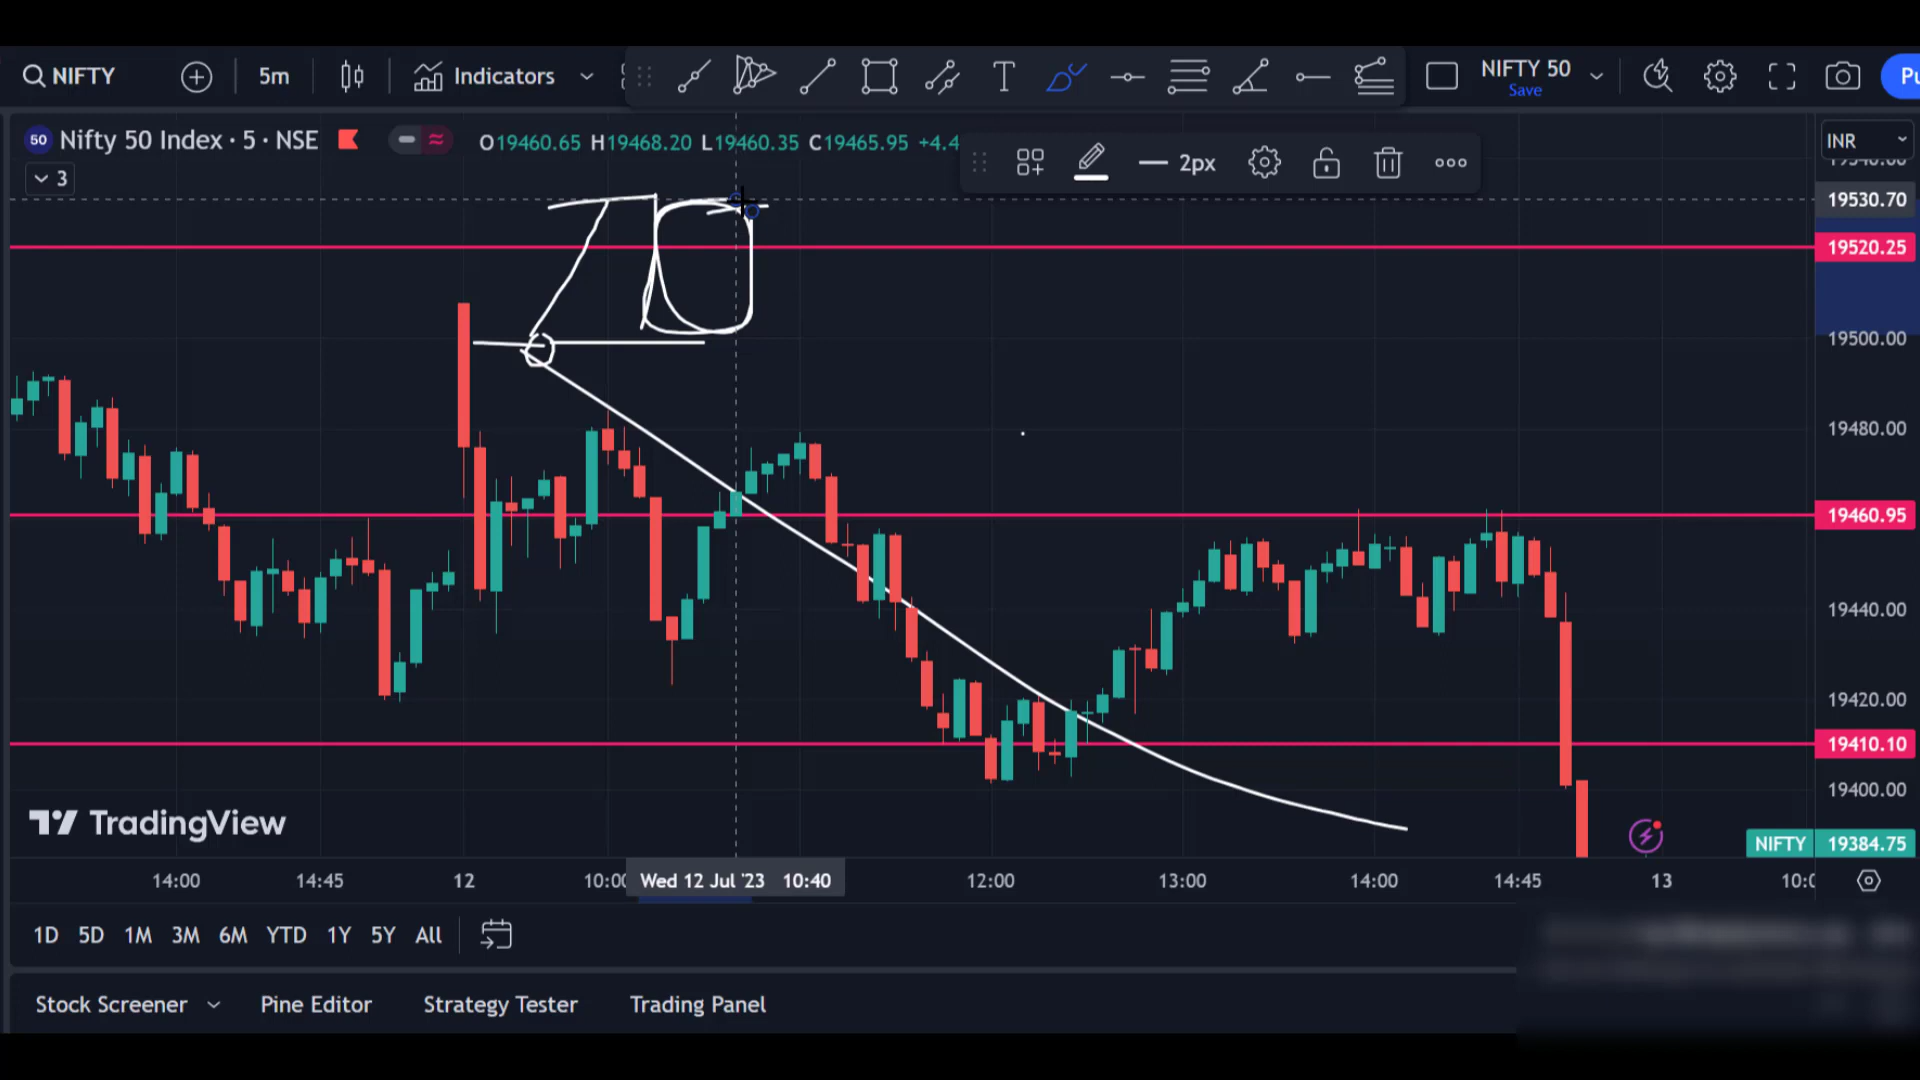 NIFTY 5m Indicators T NIFTY 50 Save Pu
50 Nifty 50 Index · 5 · NSE O19460.65 H19468.20 L19460.35 C19465.95 +4.4 INR
2px
3
19530.70
19520.25
19500.00
19480.00
19460.95
19440.00
19420.00
19410.10
19400.00
TradingView
NIFTY 19384.75
14:00 14:45 12 10:00 Wed 12 Jul '23 10:40 12:00 13:00 14:00 14:45 13
1D 5D 1M 3M 6M YTD 1Y 5Y All
Stock Screener Pine Editor Strategy Tester Trading Panel